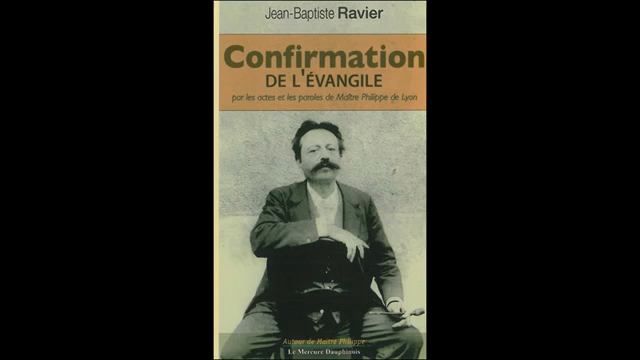 Jean-Baptiste Ravier
Confirmation
DE L'ÉVANGILE
par les actes et les paroles de Maître Philippe de Lyon
Autour de Maître Philippe
Le Mercure Dauphinois